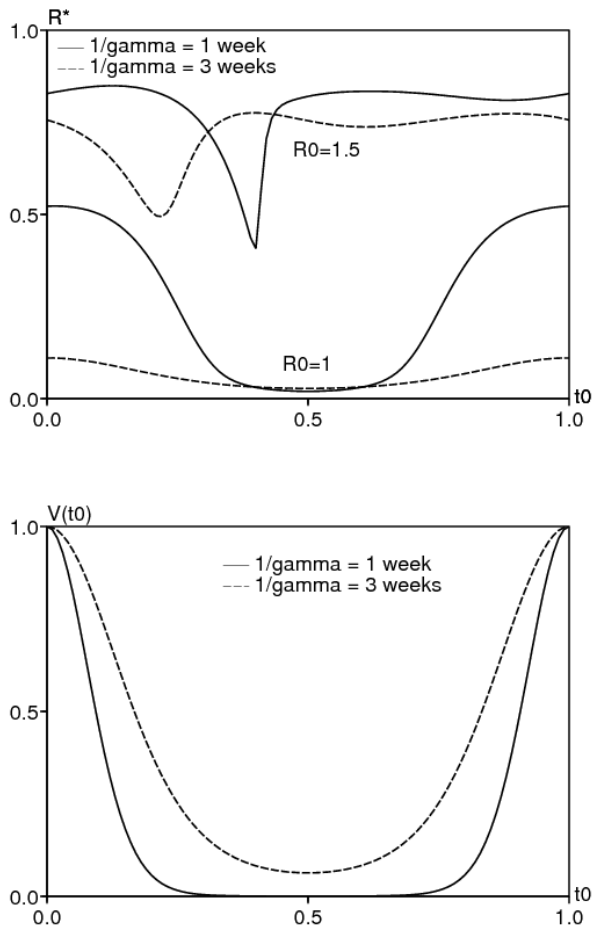 R*
1.0
1/gamma = 1 week
1/gamma = 3 weeks
R0=1.5
0.5
R0=1
0.0
t0
0.0 0.5 1.0
V(t0)
1.0
1/gamma = 1 week
1/gamma = 3 weeks
0.5
0.0
t0
0.0 0.5 1.0